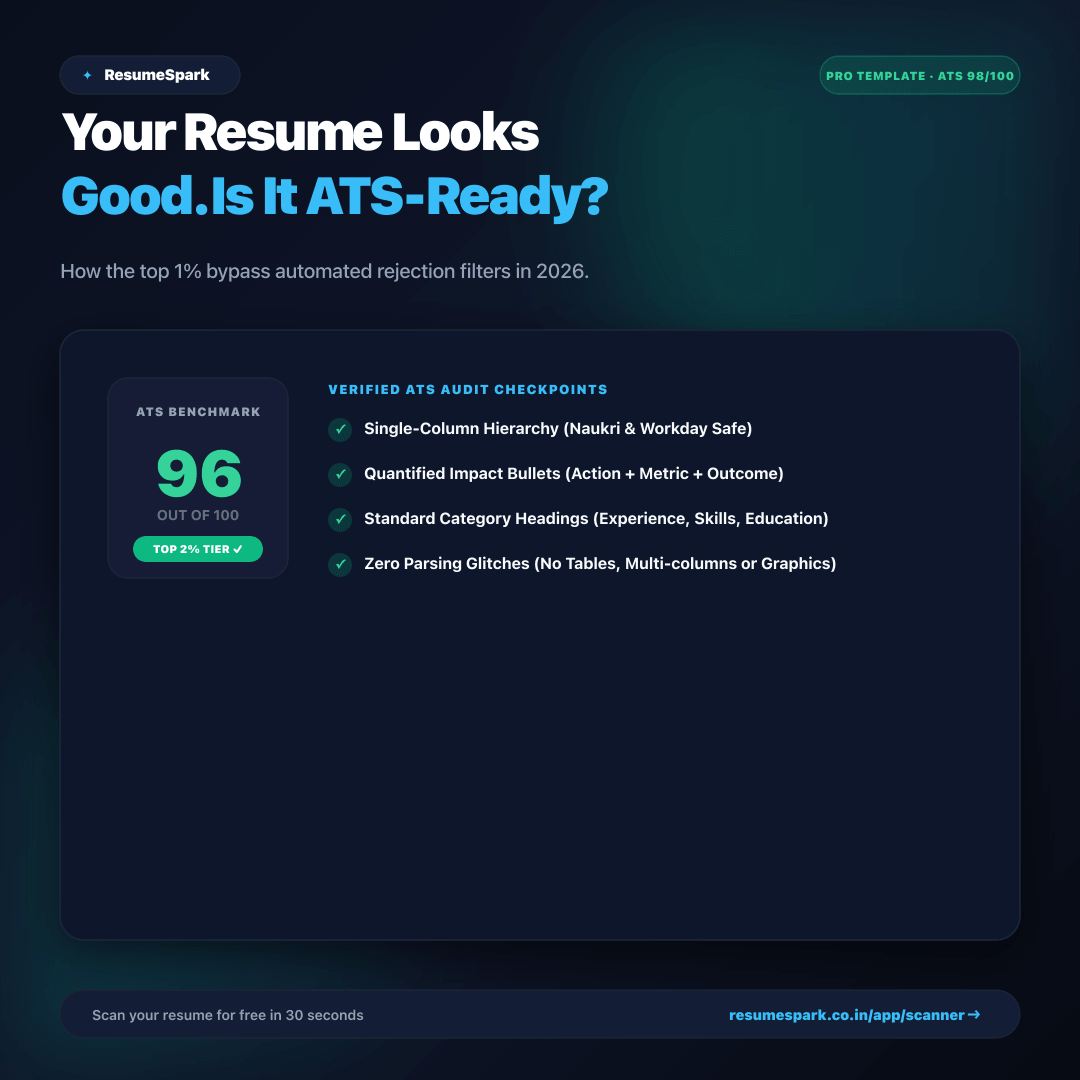 ✦ ResumeSpark
PRO TEMPLATE · ATS 98/100
Your Resume Looks
Good.Is It ATS-Ready?
How the top 1% bypass automated rejection filters in 2026.
ATS BENCHMARK
96
OUT OF 100
TOP 2% TIER ✓
VERIFIED ATS AUDIT CHECKPOINTS
✓ Single-Column Hierarchy (Naukri & Workday Safe)
✓ Quantified Impact Bullets (Action + Metric + Outcome)
✓ Standard Category Headings (Experience, Skills, Education)
✓ Zero Parsing Glitches (No Tables, Multi-columns or Graphics)
Scan your resume for free in 30 seconds
resumespark.co.in/app/scanner →